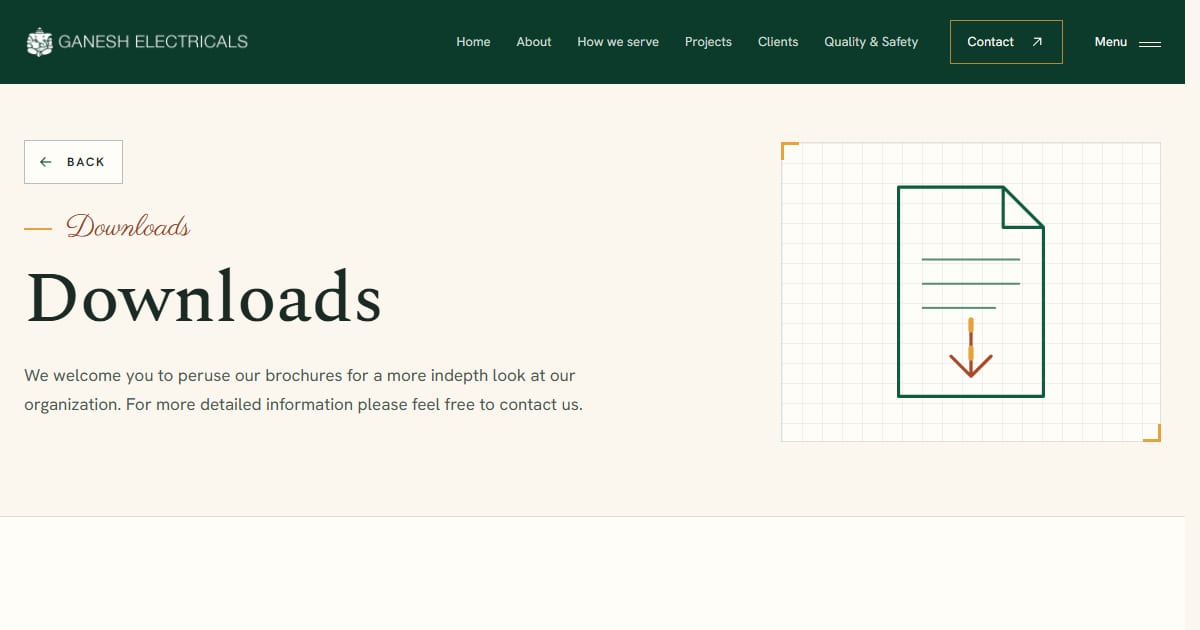 GANESH ELECTRICALS
Home
About
How we serve
Projects
Clients
Quality & Safety
Contact
Menu
BACK
Downloads
Downloads
We welcome you to peruse our brochures for a more indepth look at our
organization. For more detailed information please feel free to contact us.